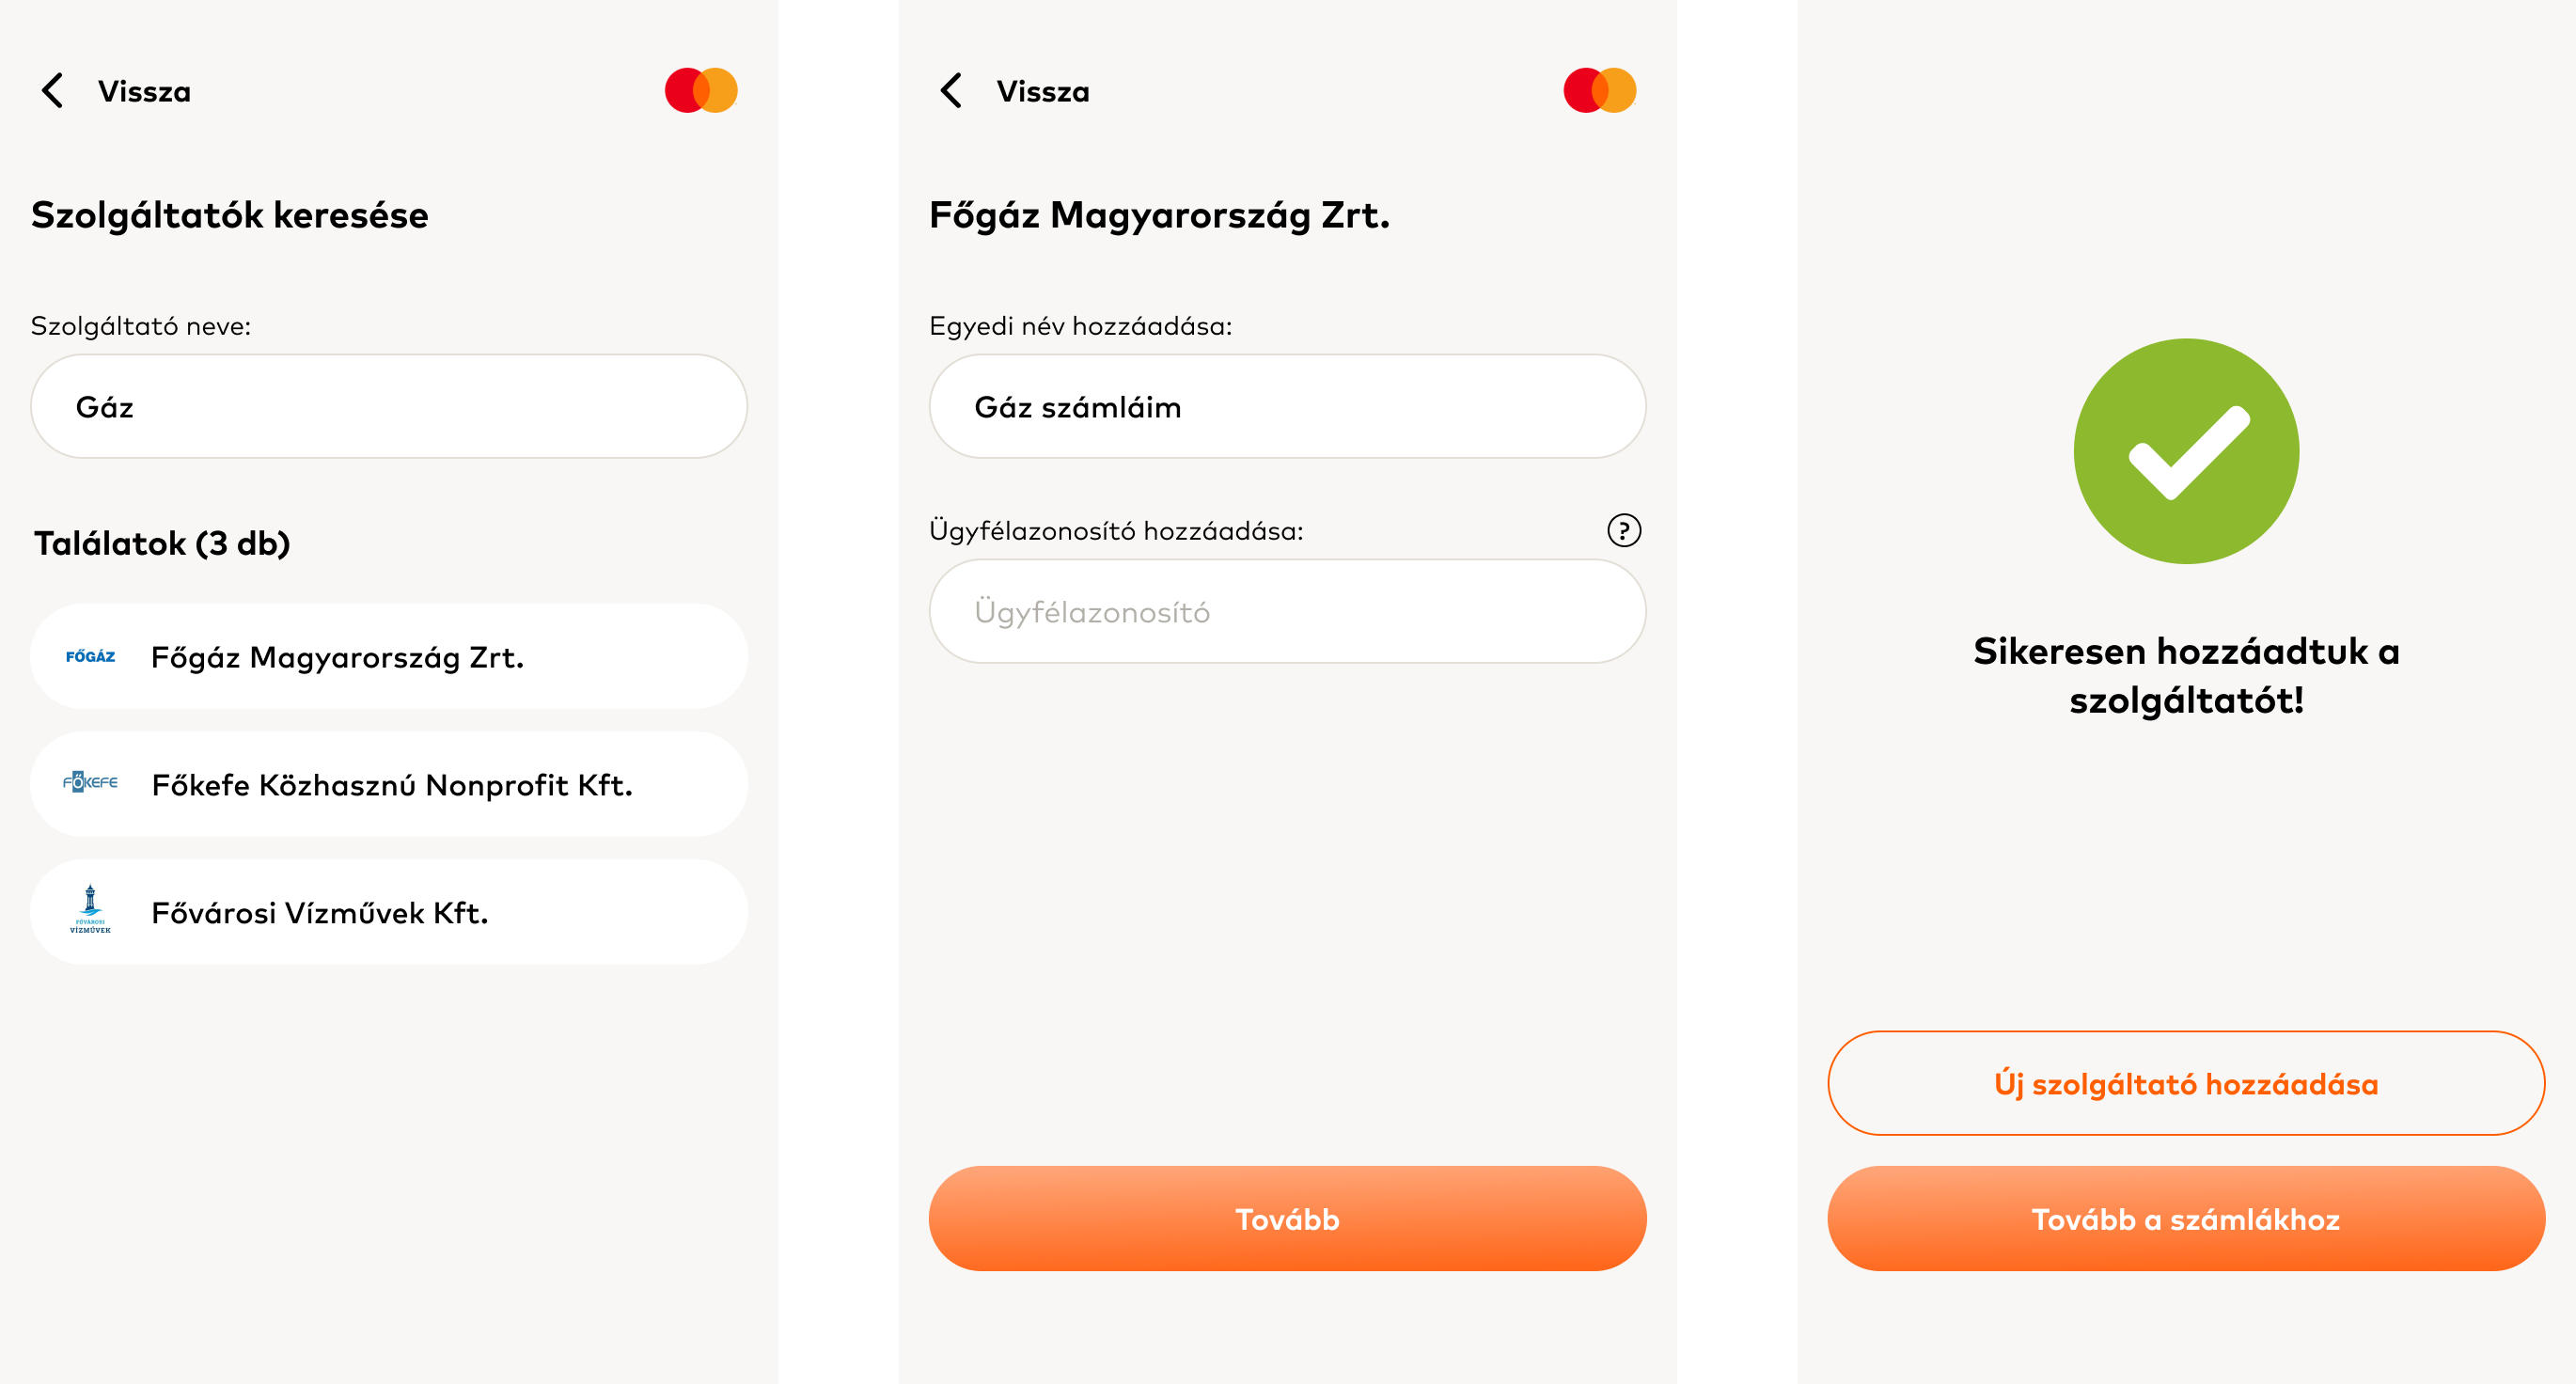 Vissza
Szolgáltatók keresése
Szolgáltató neve:
Gáz
Találatok (3 db)
FŐGÁZ
Főgáz Magyarország Zrt.
FŐKEFE
Főkefe Közhasznú Nonprofit Kft.
FŐVÁROSI
VÍZMŰVEK
Fővárosi Vízművek Kft.
Vissza
Főgáz Magyarország Zrt.
Egyedi név hozzáadása:
Gáz számláim
Ügyfélazonosító hozzáadása:
?
Ügyfélazonosító
Tovább
Sikeresen hozzáadtuk a
szolgáltatót!
Új szolgáltató hozzáadása
Tovább a számlákhoz